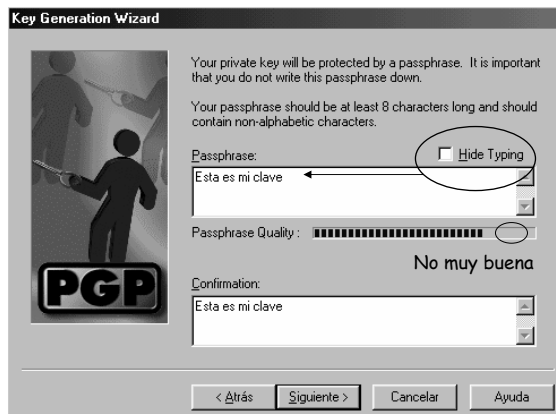 Key Generation Wizard
Your private key will be protected by a passphrase. It is important
that you do not write this passphrase down.
Your passphrase should be at least 8 characters long and should
contain non-alphabetic characters.
Passphrase:
Hide Typing
Esta es mi clave
Passphrase Quality :
No muy buena
PGP
Confirmation:
Esta es mi clave
< Atrás
Siguiente >
Cancelar
Ayuda